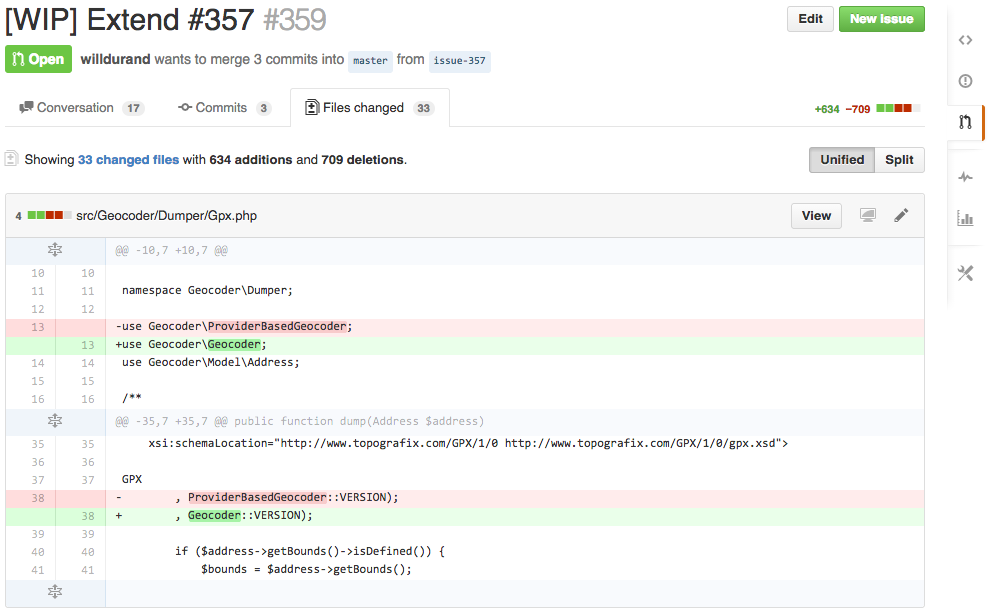 [WIP] Extend #357 #359
Edit
New Issue
Open
willdurand wants to merge 3 commits into master from issue-357
Conversation 17
Commits 3
Files changed 33
+634 −709
Showing 33 changed files with 634 additions and 709 deletions.
Unified
Split
4 src/Geocoder/Dumper/Gpx.php
View
@@ -10,7 +10,7 @@
10 10
11 11 namespace Geocoder\Dumper;
12 12
13 -use Geocoder\ProviderBasedGeocoder;
13 +use Geocoder\Geocoder;
14 14 use Geocoder\Model\Address;
15 15
16 16 /**
@@ -35,7 +35,7 @@ public function dump(Address $address)
35 35 xsi:schemaLocation="http://www.topografix.com/GPX/1/0 http://www.topografix.com/GPX/1/0/gpx.xsd">
36 36
37 37 GPX
38 - , ProviderBasedGeocoder::VERSION);
38 + , Geocoder::VERSION);
39 39
40 40 if ($address->getBounds()->isDefined()) {
41 41 $bounds = $address->getBounds();